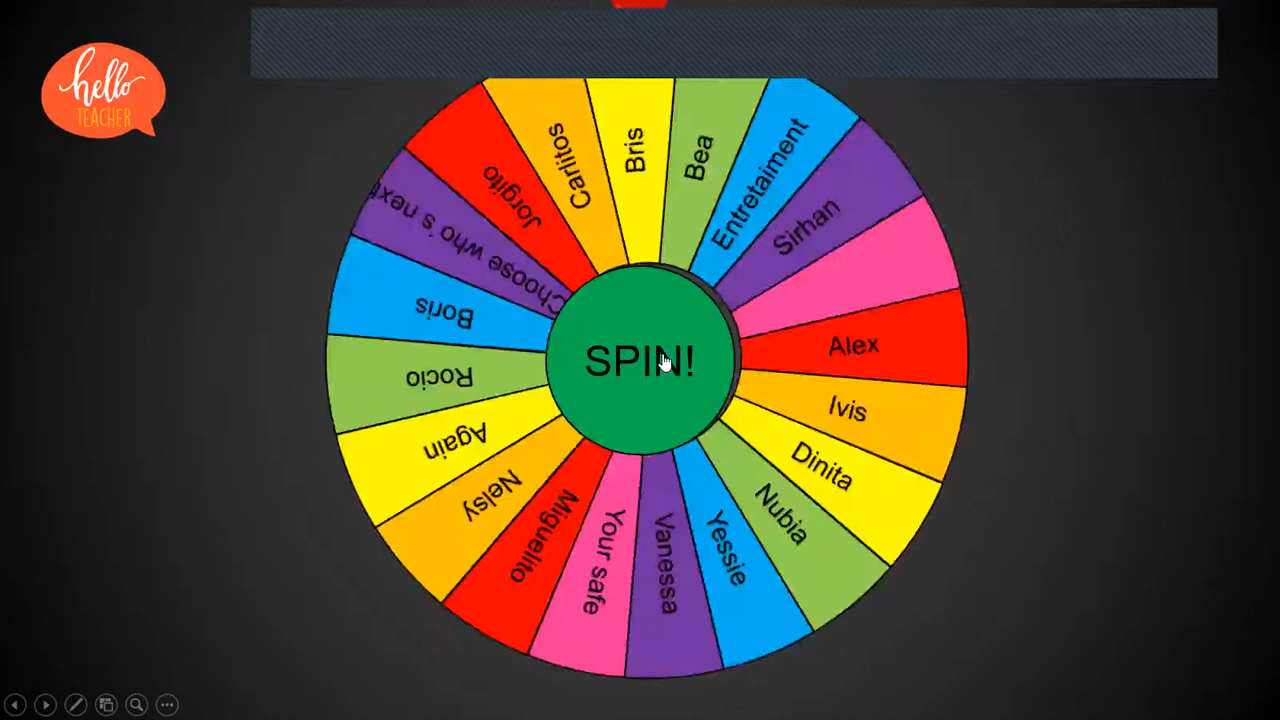 hello
TEACHER
Bris
Bea
Entretaiment
Sirhan
Alex
Ivis
Dinita
Nubia
Yessie
Vanessa
Your safe
Miguelito
Nelsy
Again
Rocio
Boris
Choose who´s next
Jorgito
Carlitos
SPIN!